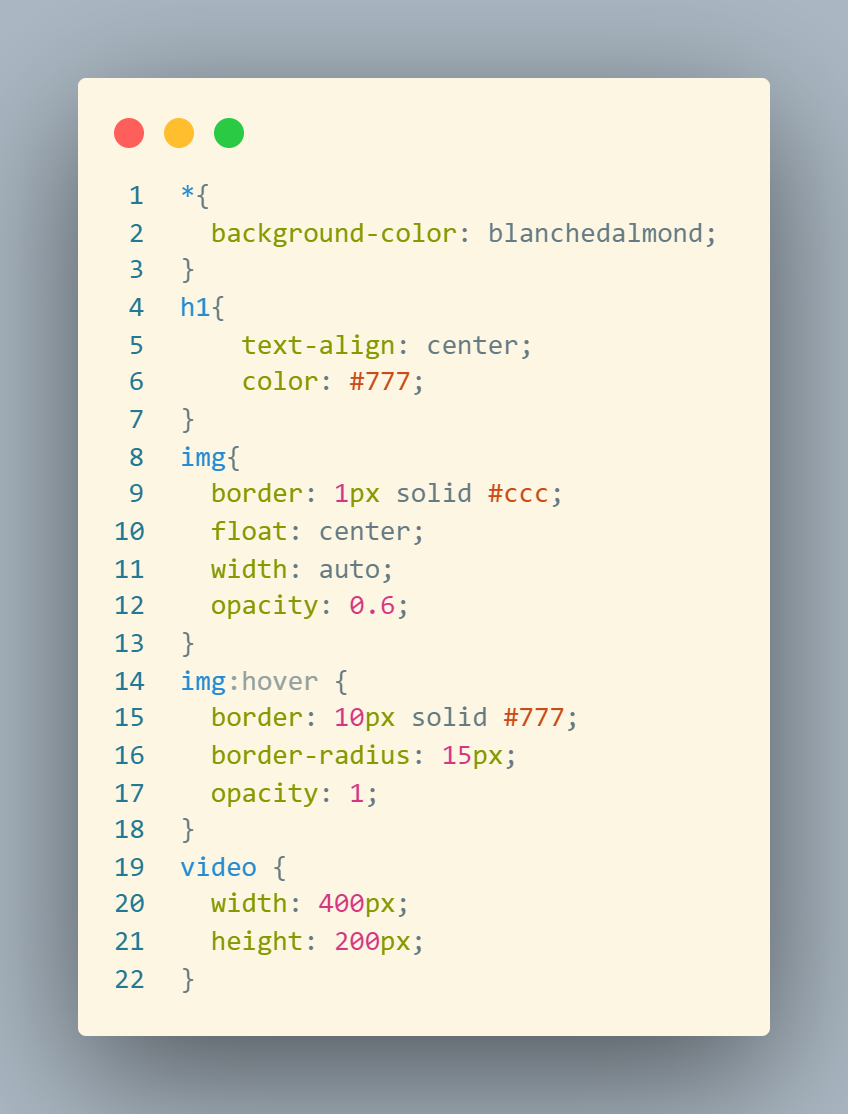 1 *{
2   background-color: blanchedalmond;
3 }
4 h1{
5     text-align: center;
6     color: #777;
7 }
8 img{
9   border: 1px solid #ccc;
10   float: center;
11   width: auto;
12   opacity: 0.6;
13 }
14 img:hover {
15   border: 10px solid #777;
16   border-radius: 15px;
17   opacity: 1;
18 }
19 video {
20   width: 400px;
21   height: 200px;
22 }